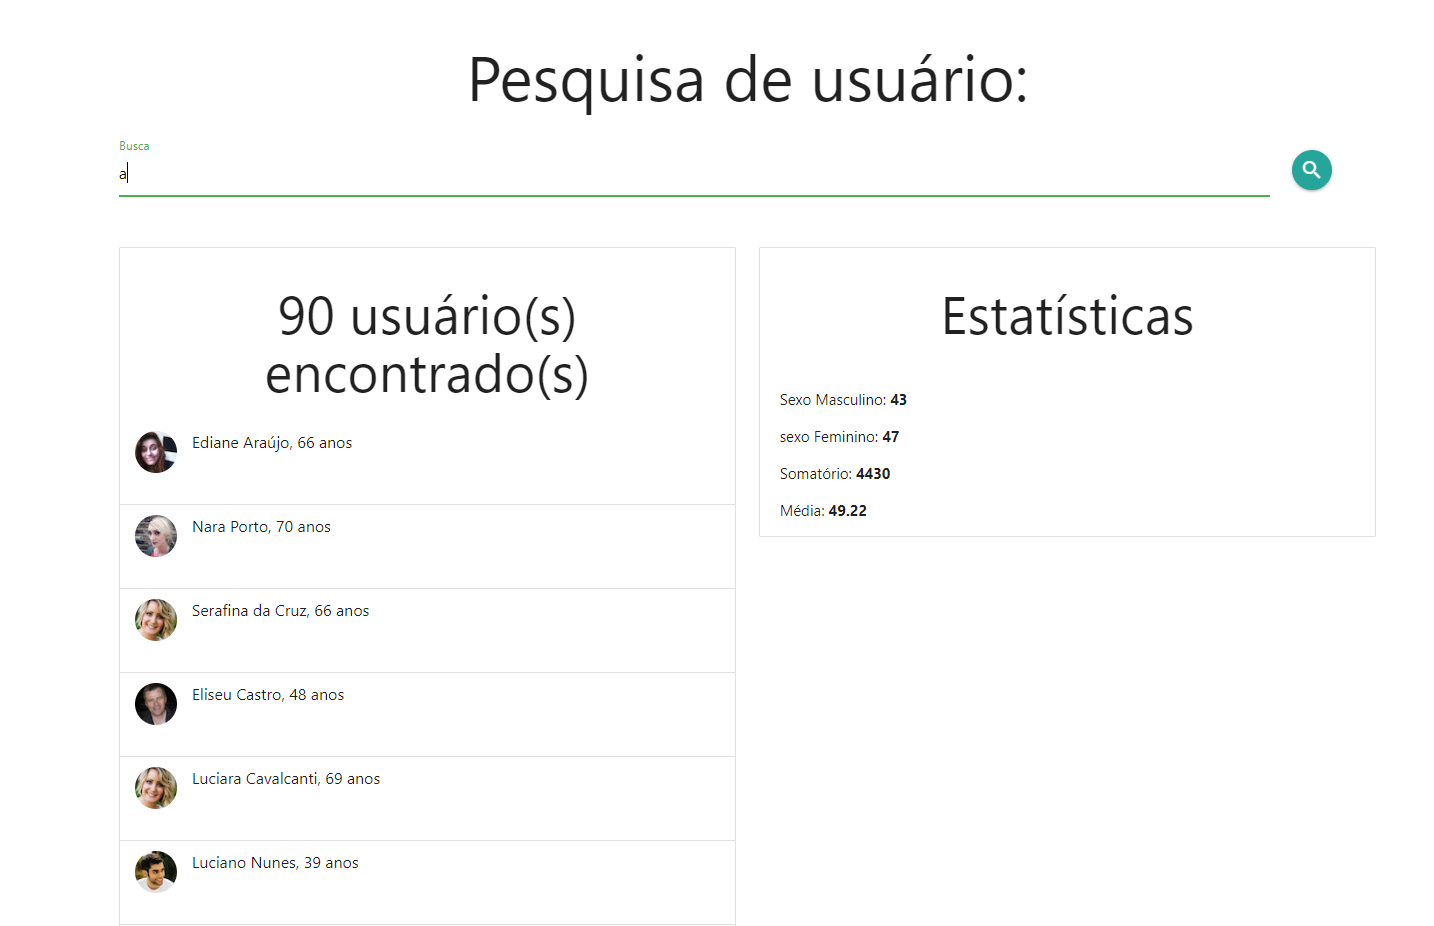 Pesquisa de usuário:
Busca
a
90 usuário(s)
encontrado(s)
Ediane Araújo, 66 anos
Nara Porto, 70 anos
Serafina da Cruz, 66 anos
Eliseu Castro, 48 anos
Luciara Cavalcanti, 69 anos
Luciano Nunes, 39 anos
Estatísticas
Sexo Masculino: 43
sexo Feminino: 47
Somatório: 4430
Média: 49.22